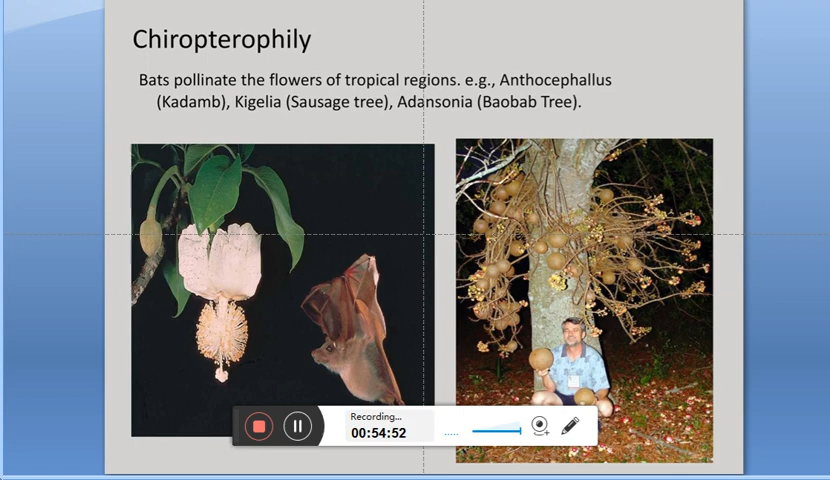 Chiropterophily
Bats pollinate the flowers of tropical regions. e.g., Anthocephallus
(Kadamb), Kigelia (Sausage tree), Adansonia (Baobab Tree).
Recording...
00:54:52